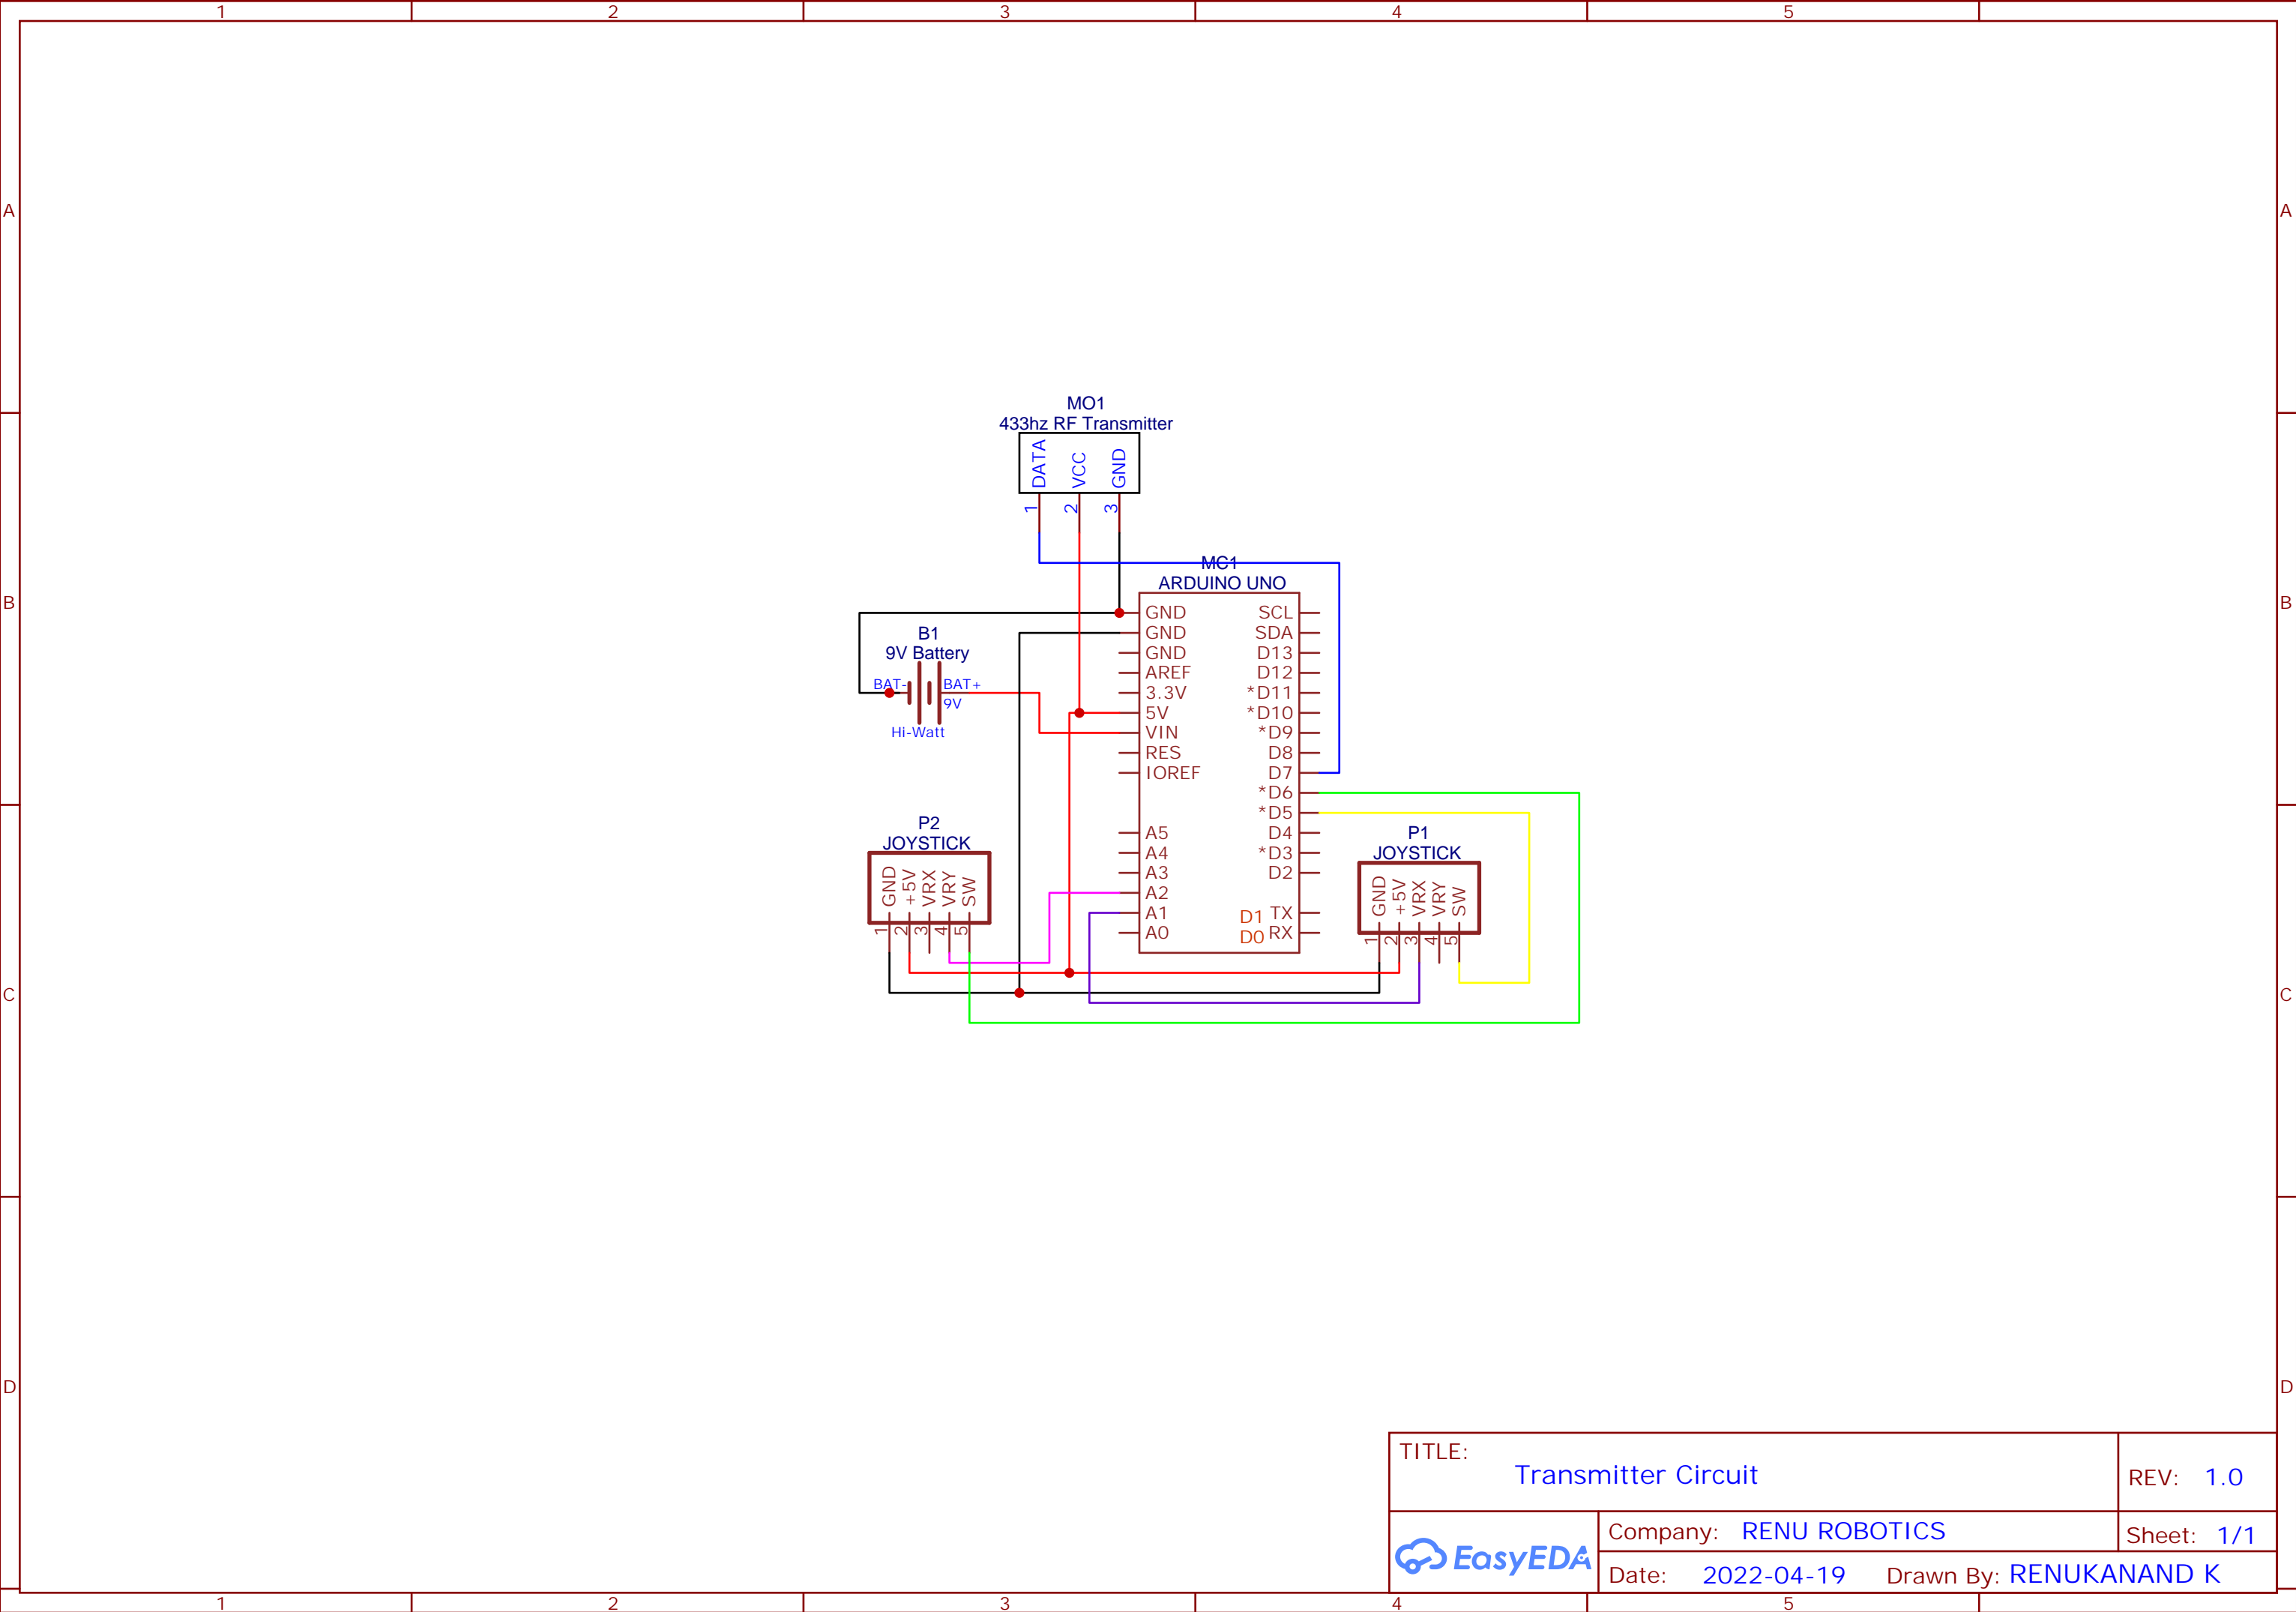 1 2 3 4 5
A A
B B
C C
D D
MO1
433hz RF Transmitter
DATA VCC GND
1 2 3
MC1
ARDUINO UNO
GND SCL
GND SDA
GND D13
AREF D12
3.3V *D11
5V *D10
VIN *D9
RES D8
IOREF D7
*D6
*D5
A5 D4
A4 *D3
A3 D2
A2
A1 D1 TX
A0 D0 RX
B1
9V Battery
BAT- BAT+
9V
Hi-Watt
P2
JOYSTICK
GND +5V VRX VRY SW
1 2 3 4 5
P1
JOYSTICK
GND +5V VRX VRY SW
1 2 3 4 5
TITLE:
Transmitter Circuit
REV: 1.0
EasyEDA
Company: RENU ROBOTICS
Sheet: 1/1
Date: 2022-04-19 Drawn By: RENUKANAND K
1 2 3 4 5